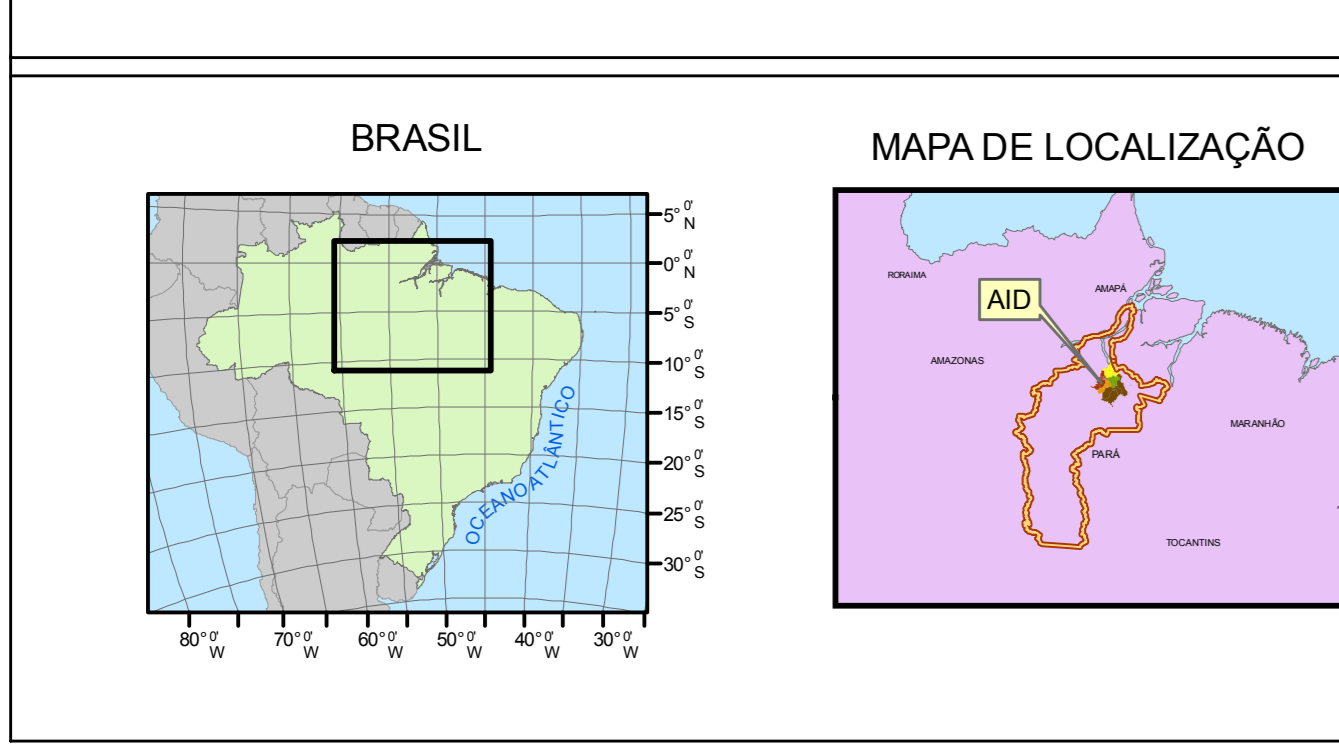 BRASIL
5° 0' N
0° 0' N
5° 0' S
10° 0' S
15° 0' S
20° 0' S
25° 0' S
30° 0' S
OCEANO ATLÂNTICO
80° 0' W
70° 0' W
60° 0' W
50° 0' W
40° 0' W
30° 0' W
MAPA DE LOCALIZAÇÃO
RORAIMA
AID
AMAPÁ
AMAZONAS
MARANHÃO
PARÁ
TOCANTINS